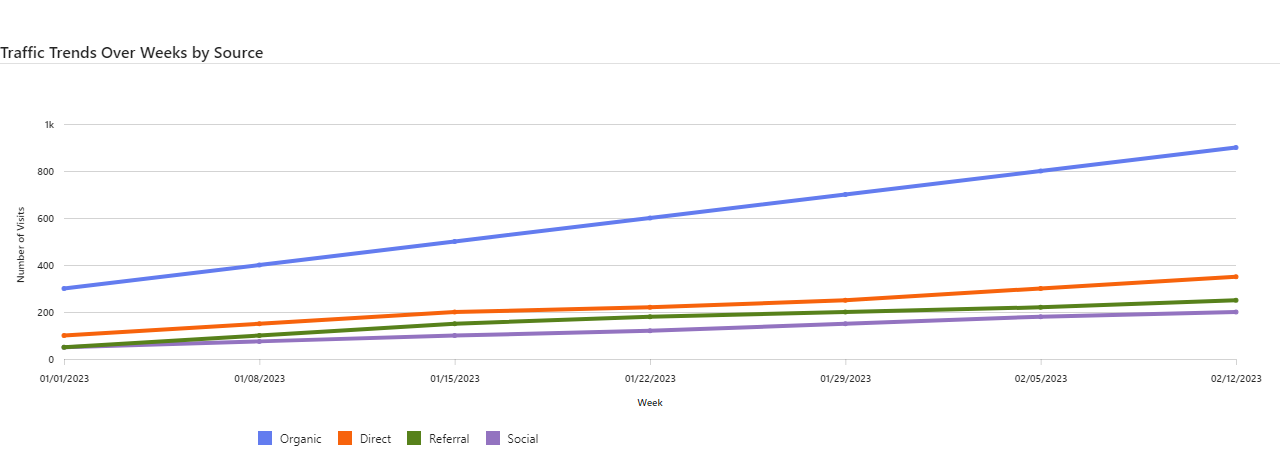 Traffic Trends Over Weeks by Source
1k
800
600
400
200
0
Number of Visits
01/01/2023 01/08/2023 01/15/2023 01/22/2023 01/29/2023 02/05/2023 02/12/2023
Week
Organic Direct Referral Social